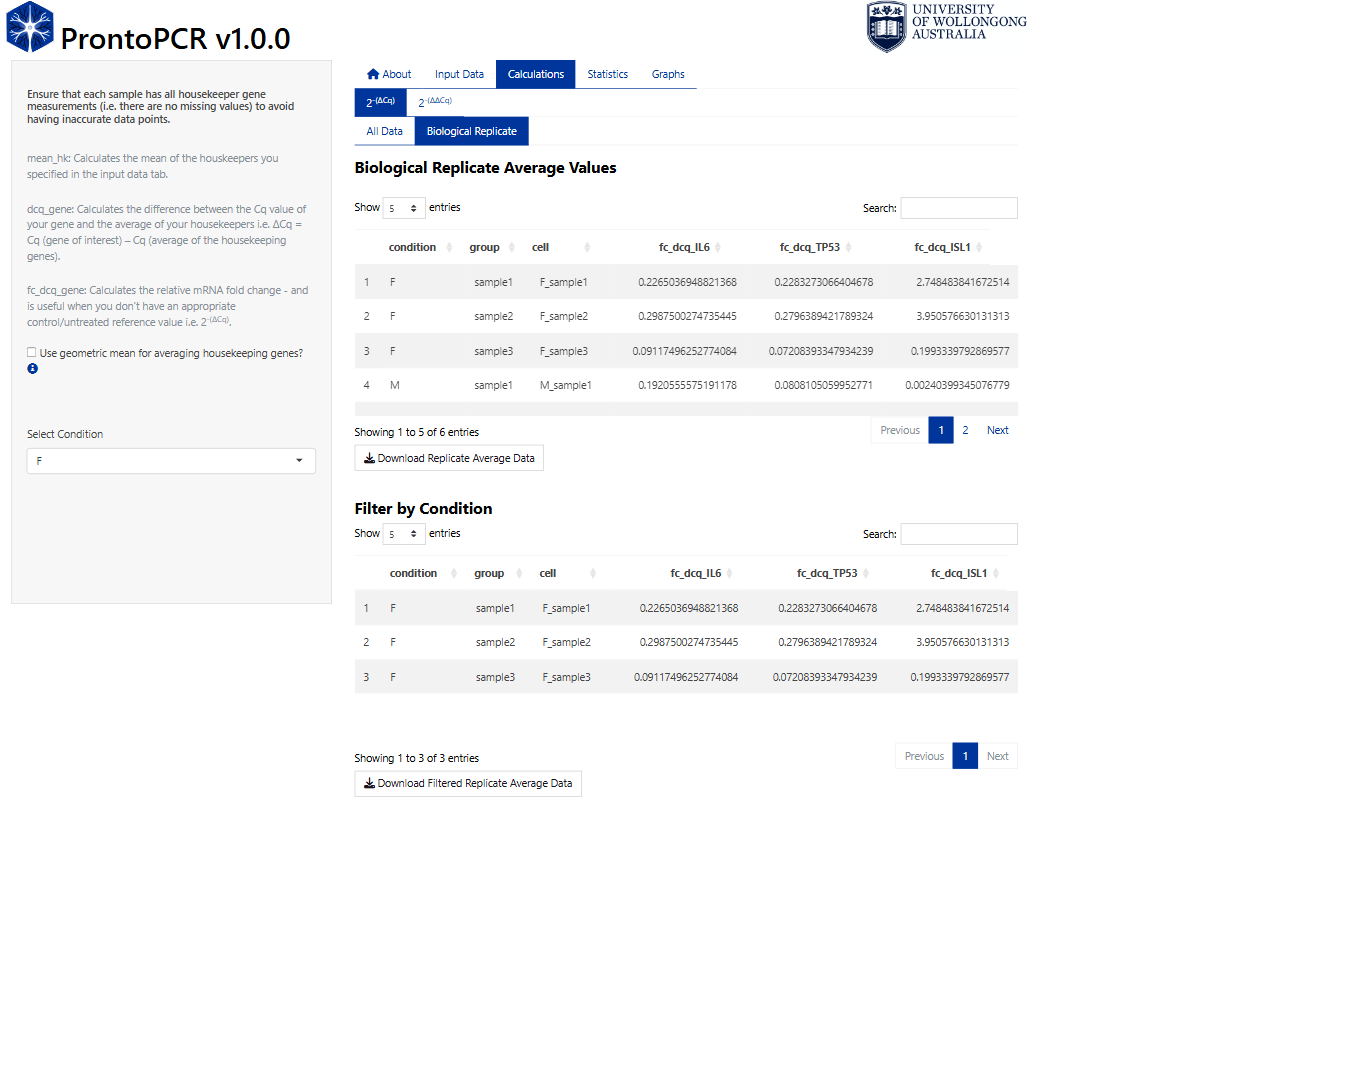 ProntoPCR v1.0.0
UNIVERSITY
OF WOLLONGONG
AUSTRALIA
Ensure that each sample has all housekeeper gene
measurements (i.e. there are no missing values) to avoid
having inaccurate data points.
mean_hk: Calculates the mean of the houskeepers you
specified in the input data tab.
dcq_gene: Calculates the difference between the Cq value of
your gene and the average of your housekeepers i.e. ΔCq =
Cq (gene of interest) – Cq (average of the housekeeping
genes).
fc_dcq_gene: Calculates the relative mRNA fold change - and
is useful when you don't have an appropriate
control/untreated reference value i.e. 2-(ΔCq).
Use geometric mean for averaging housekeeping genes?
Select Condition
F
About Input Data Calculations Statistics Graphs
2-(ΔCq) 2-(ΔΔCq)
All Data Biological Replicate
Biological Replicate Average Values
Show 5 entries Search:
condition group cell fc_dcq_IL6 fc_dcq_TP53 fc_dcq_ISL1
1 F sample1 F_sample1 0.2265036948821368 0.2283273066404678 2.748483841672514
2 F sample2 F_sample2 0.2987500274735445 0.2796389421789324 3.950576630131313
3 F sample3 F_sample3 0.09117496252774084 0.07208393347934239 0.1993339792869577
4 M sample1 M_sample1 0.1920555575191178 0.0808105059952771 0.00240399345076779
Showing 1 to 5 of 6 entries Previous 1 2 Next
Download Replicate Average Data
Filter by Condition
Show 5 entries Search:
condition group cell fc_dcq_IL6 fc_dcq_TP53 fc_dcq_ISL1
1 F sample1 F_sample1 0.2265036948821368 0.2283273066404678 2.748483841672514
2 F sample2 F_sample2 0.2987500274735445 0.2796389421789324 3.950576630131313
3 F sample3 F_sample3 0.09117496252774084 0.07208393347934239 0.1993339792869577
Showing 1 to 3 of 3 entries Previous 1 Next
Download Filtered Replicate Average Data